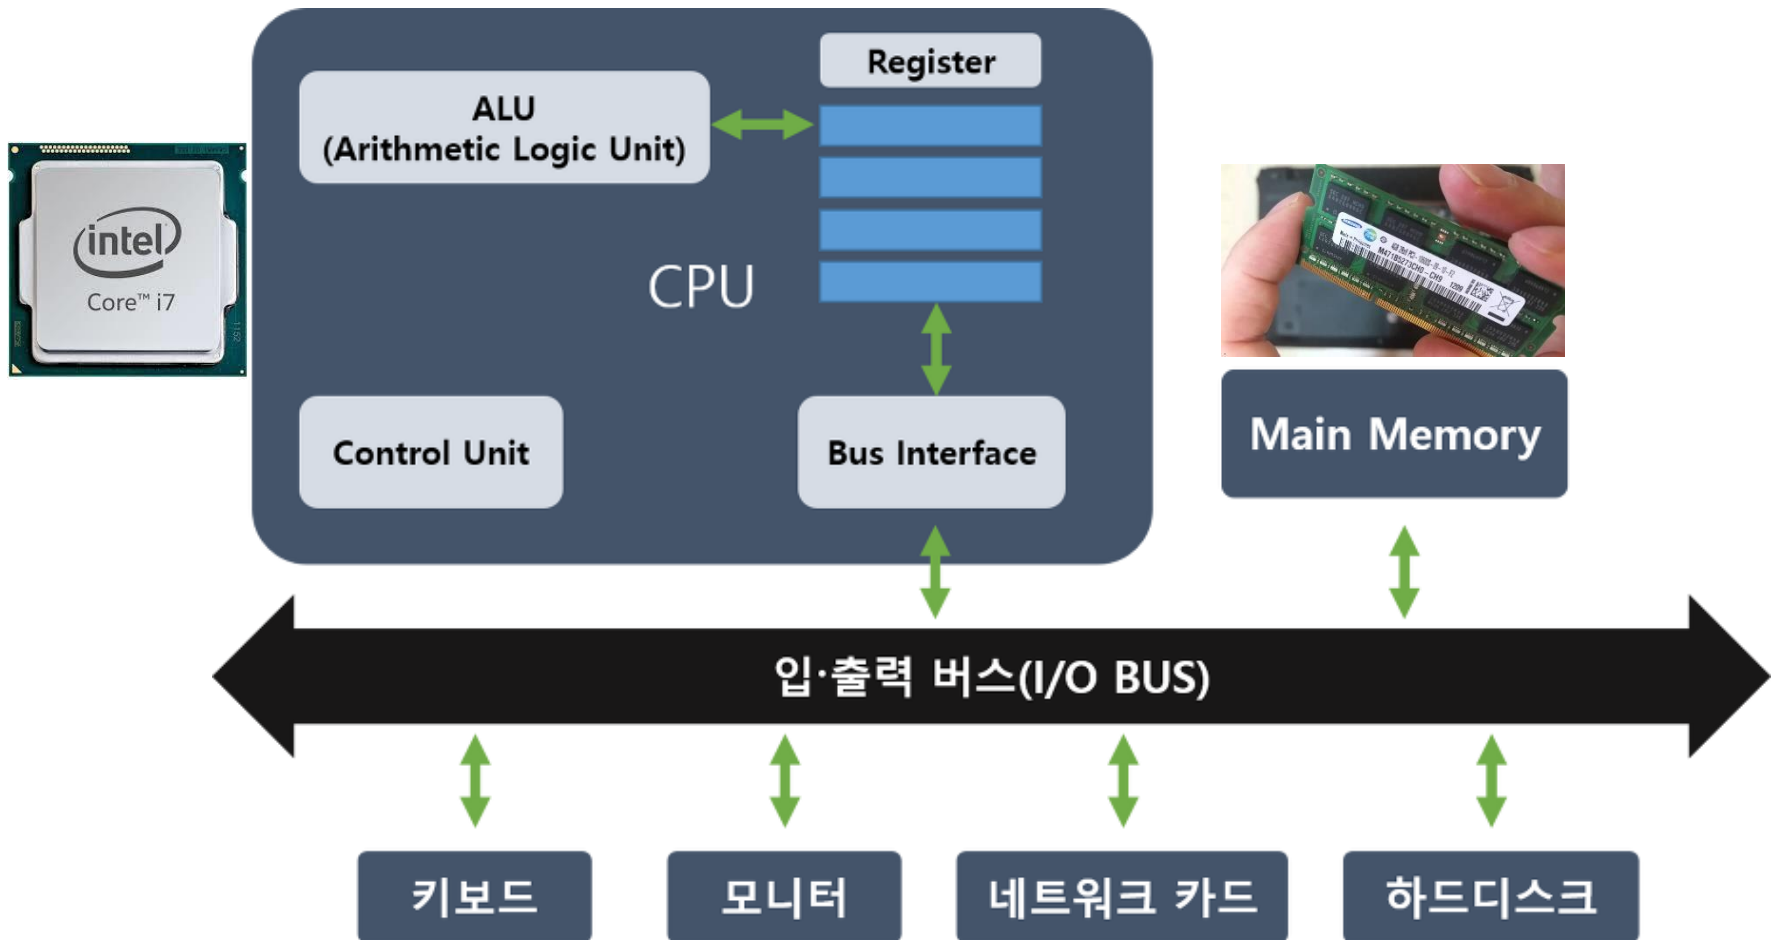 Register
ALU
(Arithmetic Logic Unit)
intel
Core™ i7
CPU
Control Unit
Bus Interface
Main Memory
입·출력 버스(I/O BUS)
키보드
모니터
네트워크 카드
하드디스크